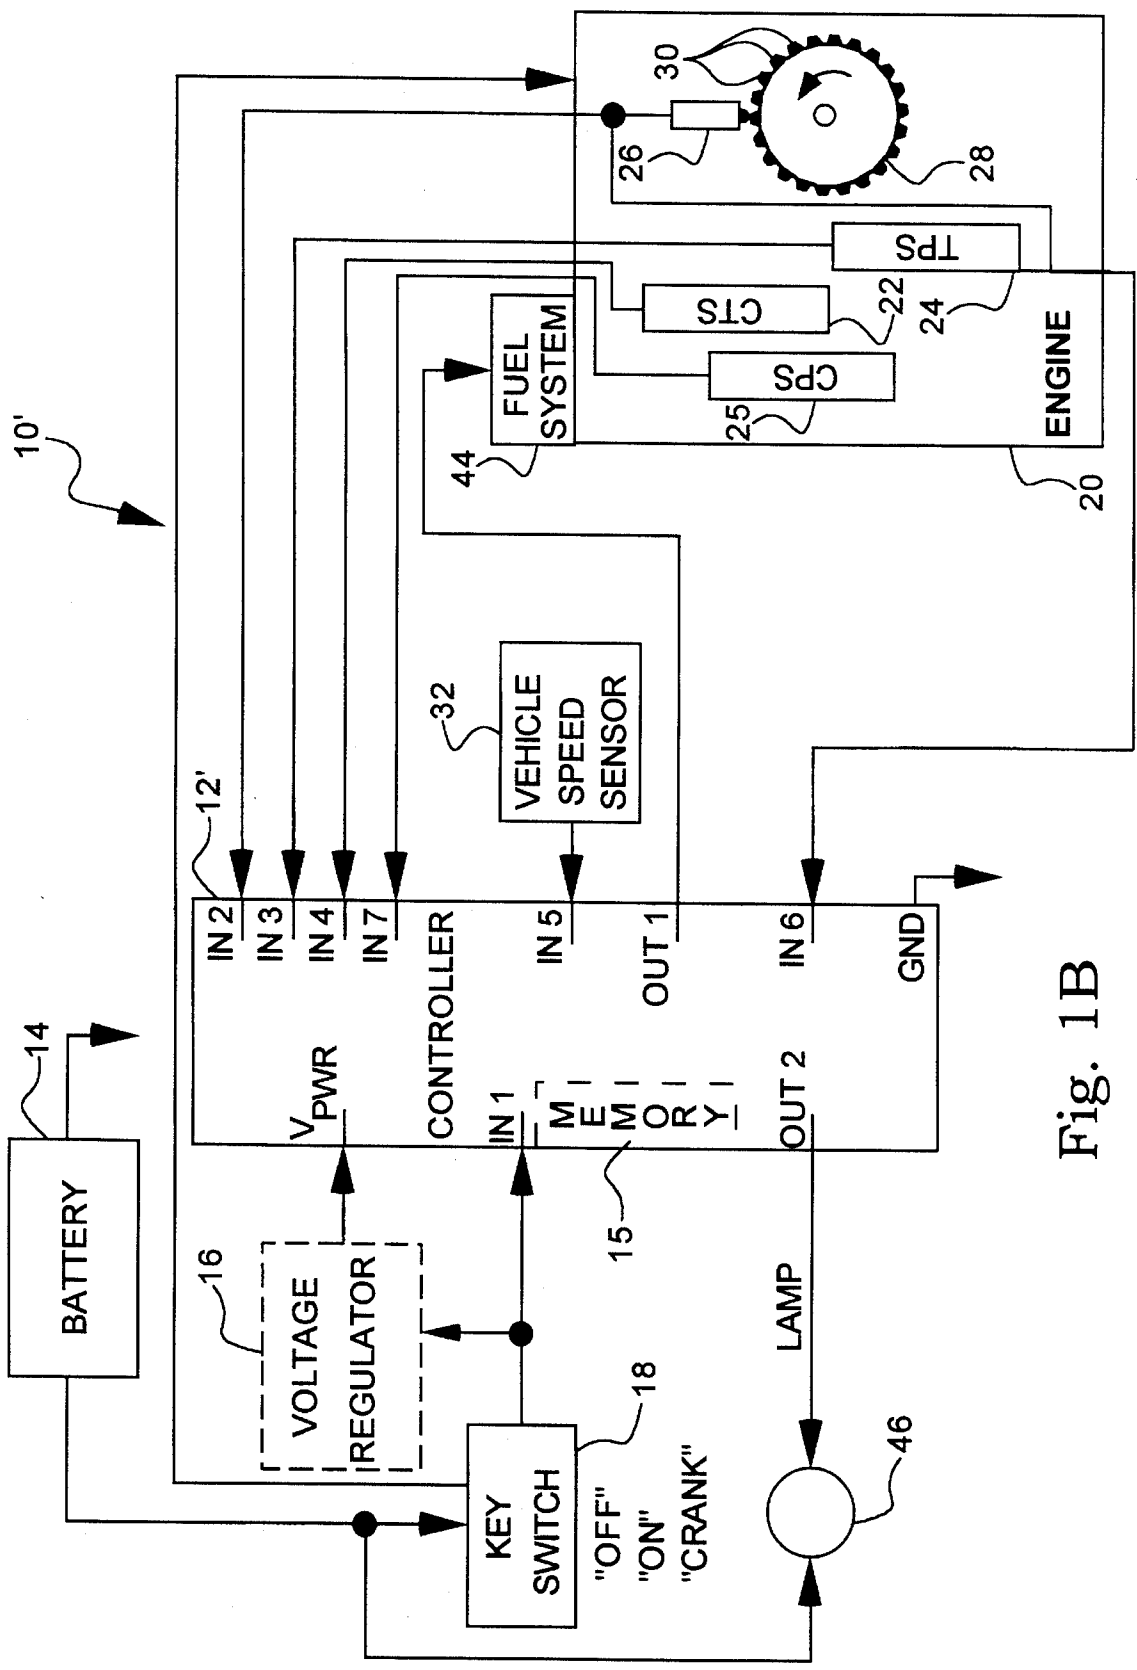 10'
BATTERY
14
12'
16
VOLTAGE
REGULATOR
V PWR
IN 2
IN 3
IN 4
IN 7
CONTROLLER
IN 1
IN 5
MEMORY
15
OUT 1
OUT 2
IN 6
GND
KEY
SWITCH
18
"OFF"
"ON"
"CRANK"
LAMP
46
32
VEHICLE
SPEED
SENSOR
44
FUEL
SYSTEM
30
26
28
TPS
24
CTS
22
CPS
25
ENGINE
20
Fig. 1B